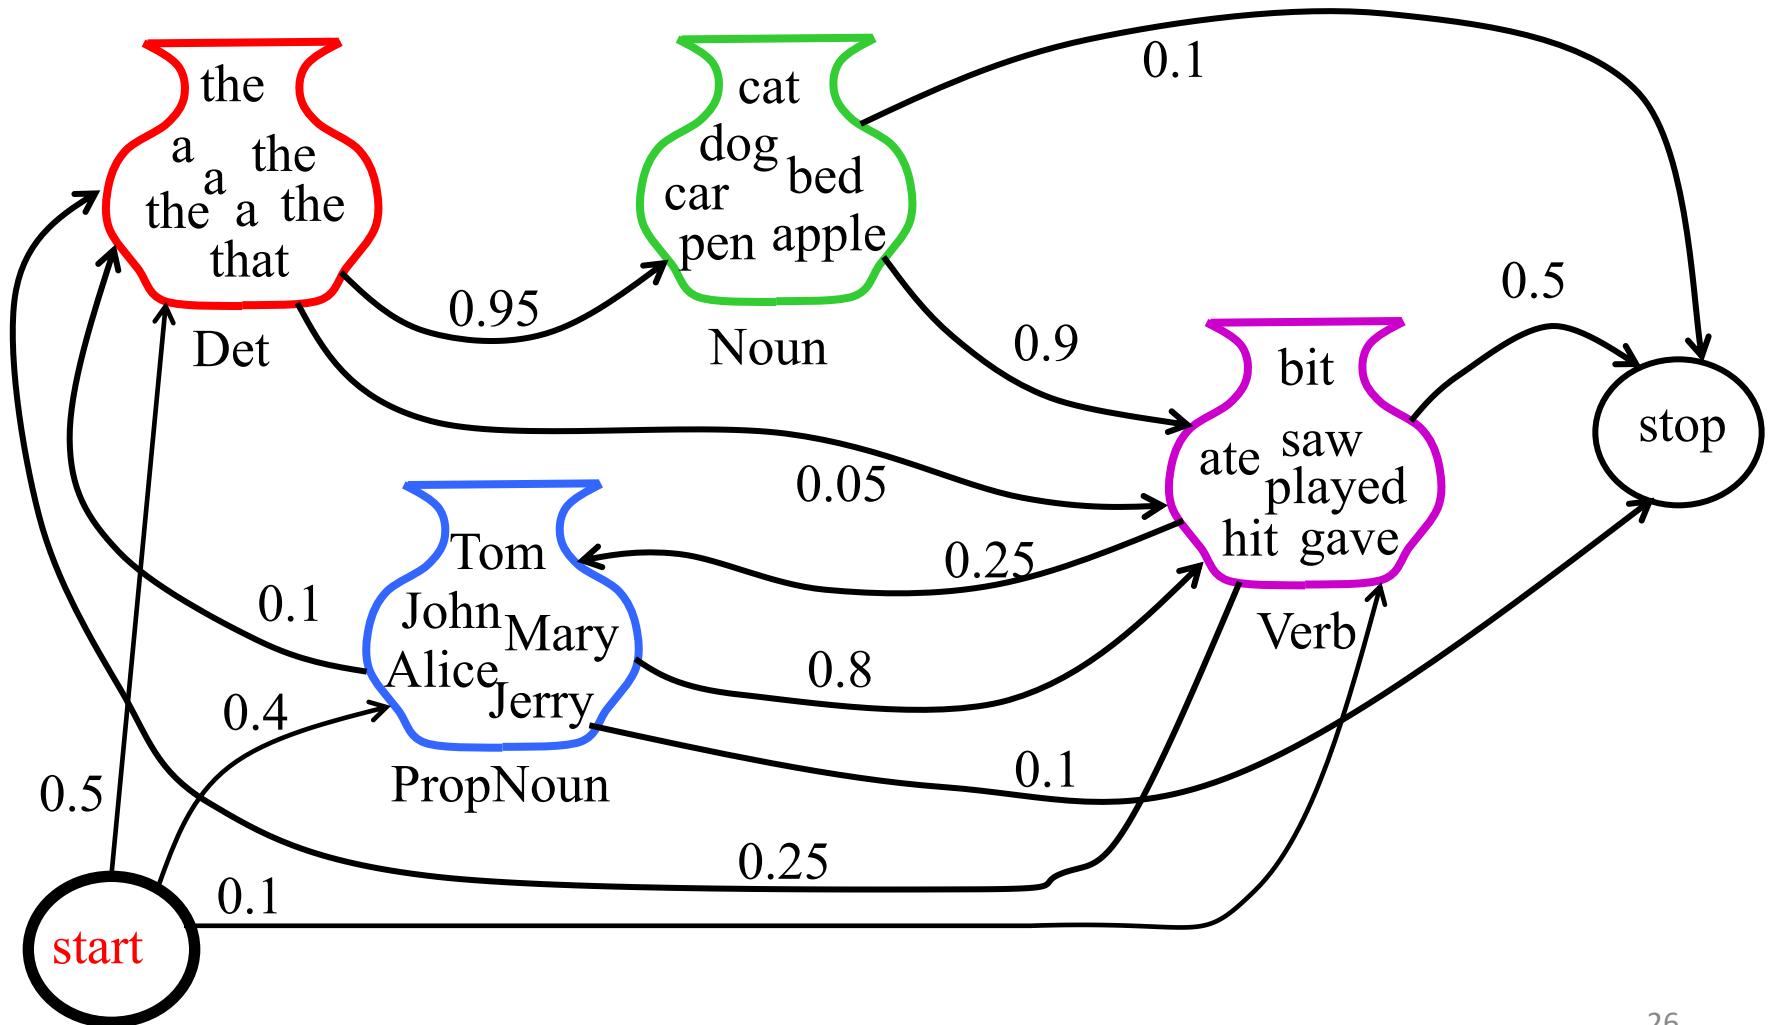 the
a
the
a
the
a
the
that
Det
cat
dog
bed
car
pen
apple
Noun
bit
saw
ate
played
hit
gave
Verb
Tom
John
Mary
Alice
Jerry
PropNoun
start
stop
0.1
0.95
0.9
0.5
0.05
0.25
0.1
0.8
0.4
0.1
0.5
0.25
0.1
26